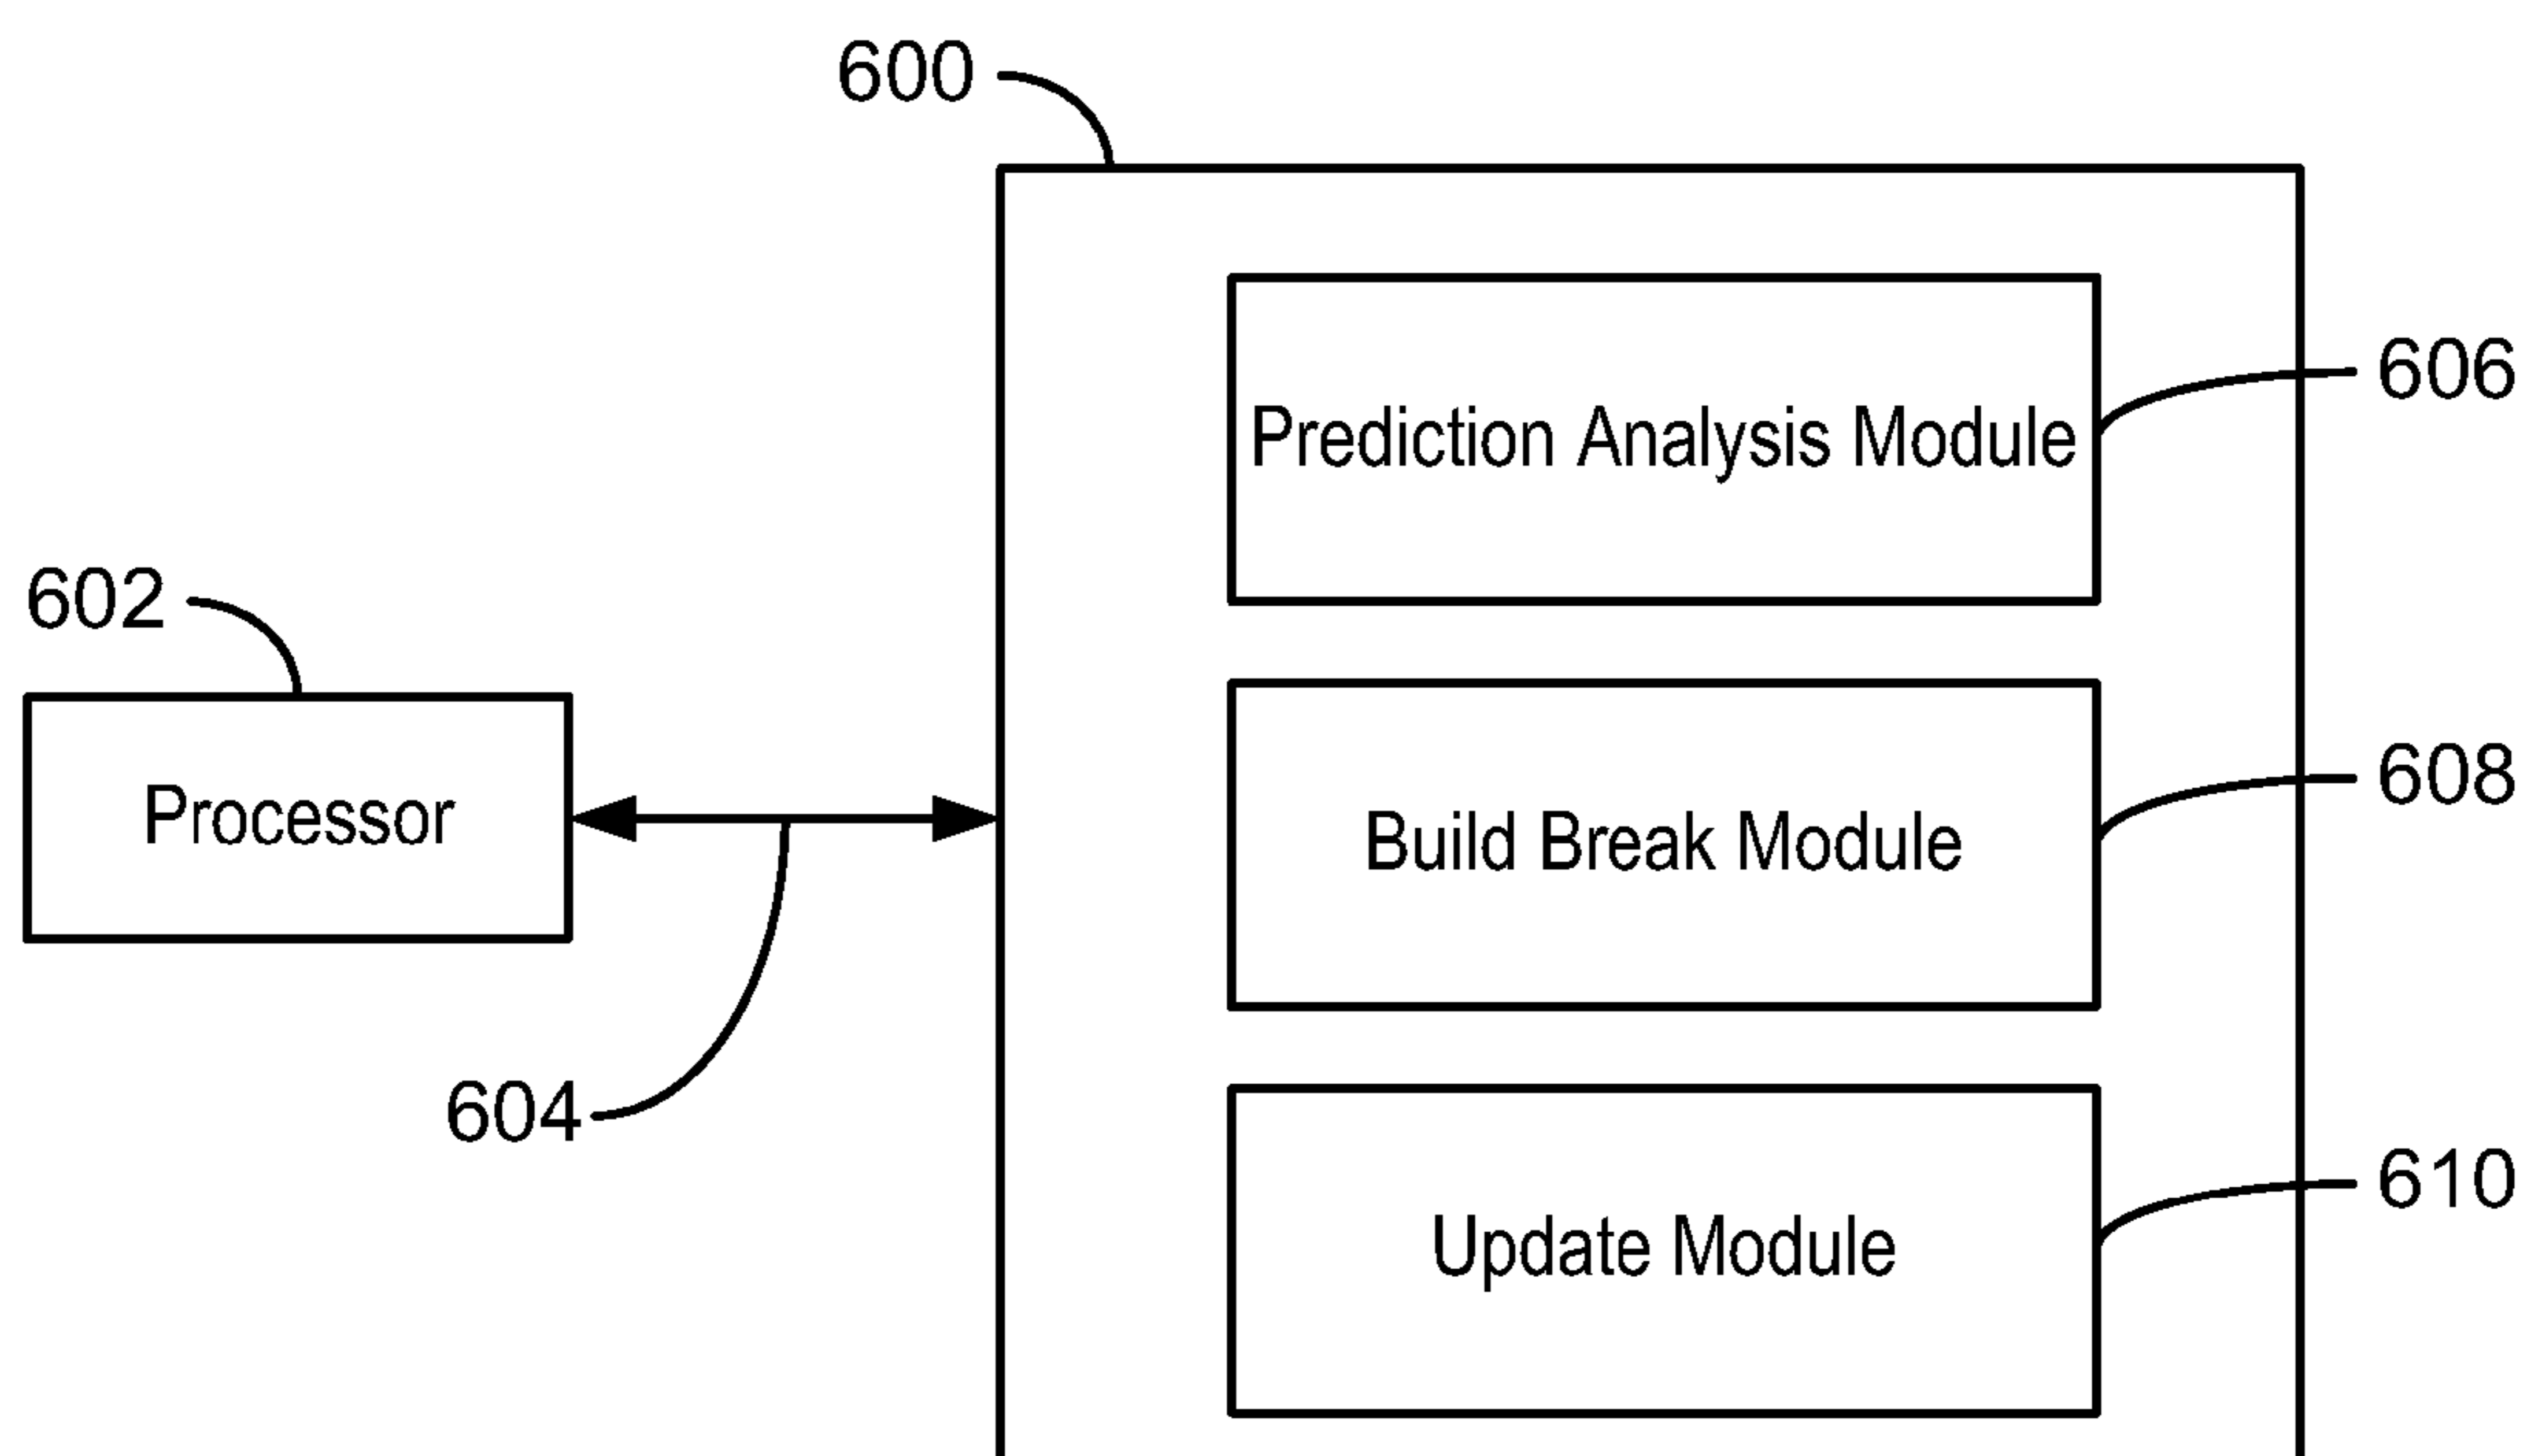 600
Prediction Analysis Module
606
602
Processor
Build Break Module
608
604
Update Module
610